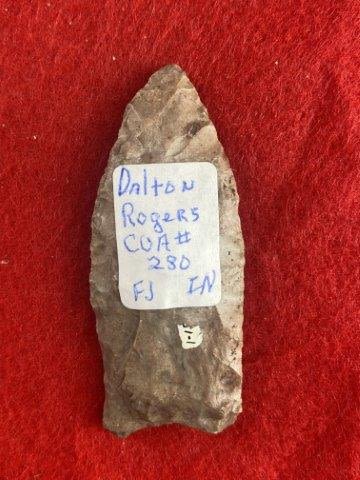 Dalton
Rogers
COA#
280
FJ IN